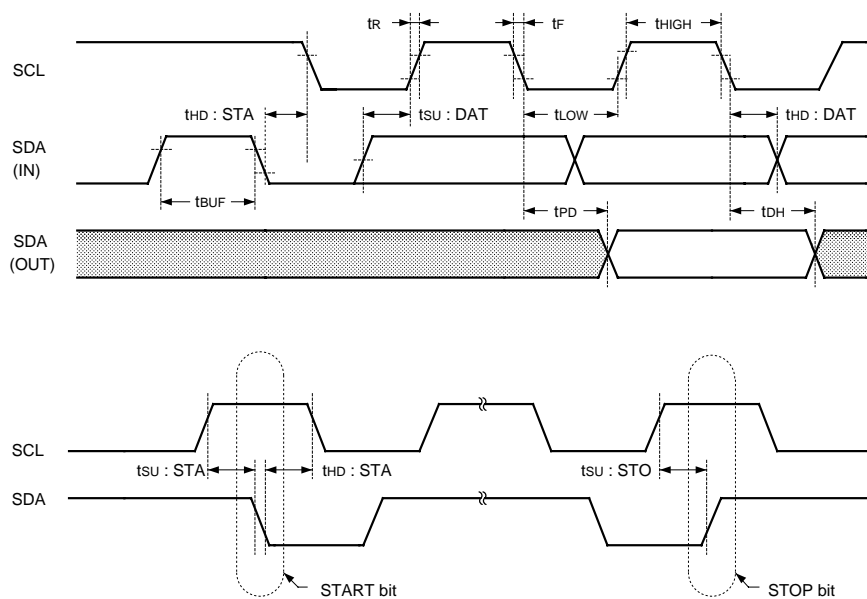 tR tF tHIGH
SCL
tHD : STA tSU : DAT tLOW tHD : DAT
SDA
(IN)
tBUF
tPD tDH
SDA
(OUT)
SCL
tSU : STA tHD : STA tSU : STO
SDA
START bit STOP bit